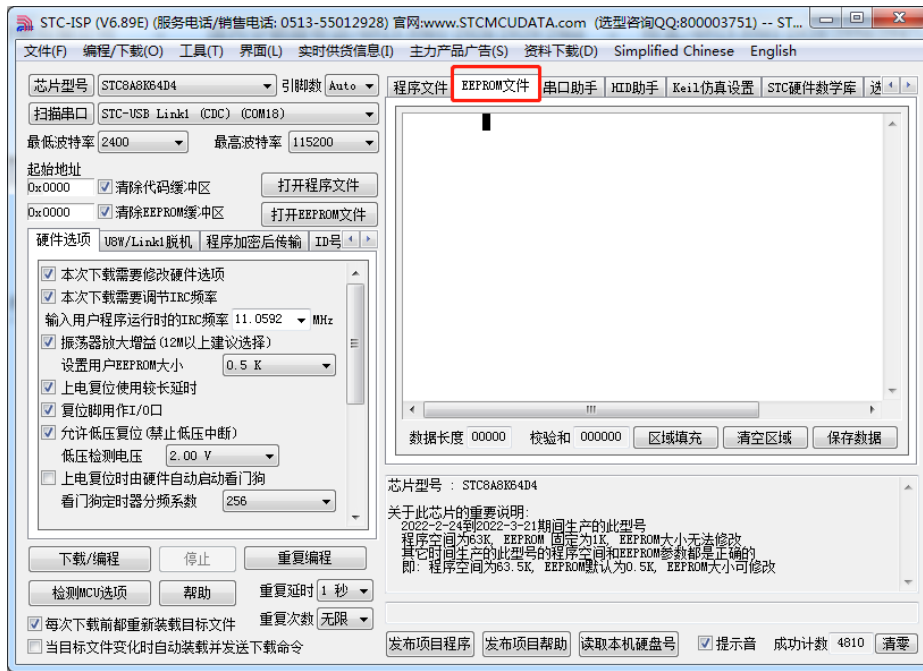 STC-ISP (V6.89E) (服务电话/销售电话: 0513-55012928) 官网:www.STCMCUDATA.com (选型咨询QQ:800003751) -- ST...
文件(F) 编程/下载(O) 工具(T) 界面(L) 实时供货信息(I) 主力产品广告(S) 资料下载(D) Simplified Chinese English
芯片型号 STC8A8K64D4 引脚数 Auto
扫描串口 STC-USB Link1 (CDC) (COM18)
最低波特率 2400 最高波特率 115200
起始地址
0x0000 清除代码缓冲区 打开程序文件
0x0000 清除EEPROM缓冲区 打开EEPROM文件
硬件选项 U8W/Link1脱机 程序加密后传输 ID号
本次下载需要修改硬件选项
本次下载需要调节IRC频率
输入用户程序运行时的IRC频率 11.0592 MHz
振荡器放大增益(12M以上建议选择)
设置用户EEPROM大小 0.5 K
上电复位使用较长延时
复位脚用作I/O口
允许低压复位(禁止低压中断)
低压检测电压 2.00 V
上电复位时由硬件自动启动看门狗
看门狗定时器分频系数 256
下载/编程 停止 重复编程
检测MCU选项 帮助 重复延时 1 秒
每次下载前都重新装载目标文件 重复次数 无限
当目标文件变化时自动装载并发送下载命令
程序文件 EEPROM文件 串口助手 HID助手 Keil仿真设置 STC硬件数学库 选
数据长度 00000 校验和 000000 区域填充 清空区域 保存数据
芯片型号 : STC8A8K64D4
关于此芯片的重要说明:
2022-2-24到2022-3-21期间生产的此型号
程序空间为63K, EEPROM 固定为1K, EEPROM大小无法修改
其它时间生产的此型号的程序空间和EEPROM参数都是正确的
即: 程序空间为63.5K, EEPROM默认为0.5K, EEPROM大小可修改
发布项目程序 发布项目帮助 读取本机硬盘号 提示音 成功计数 4810 清零